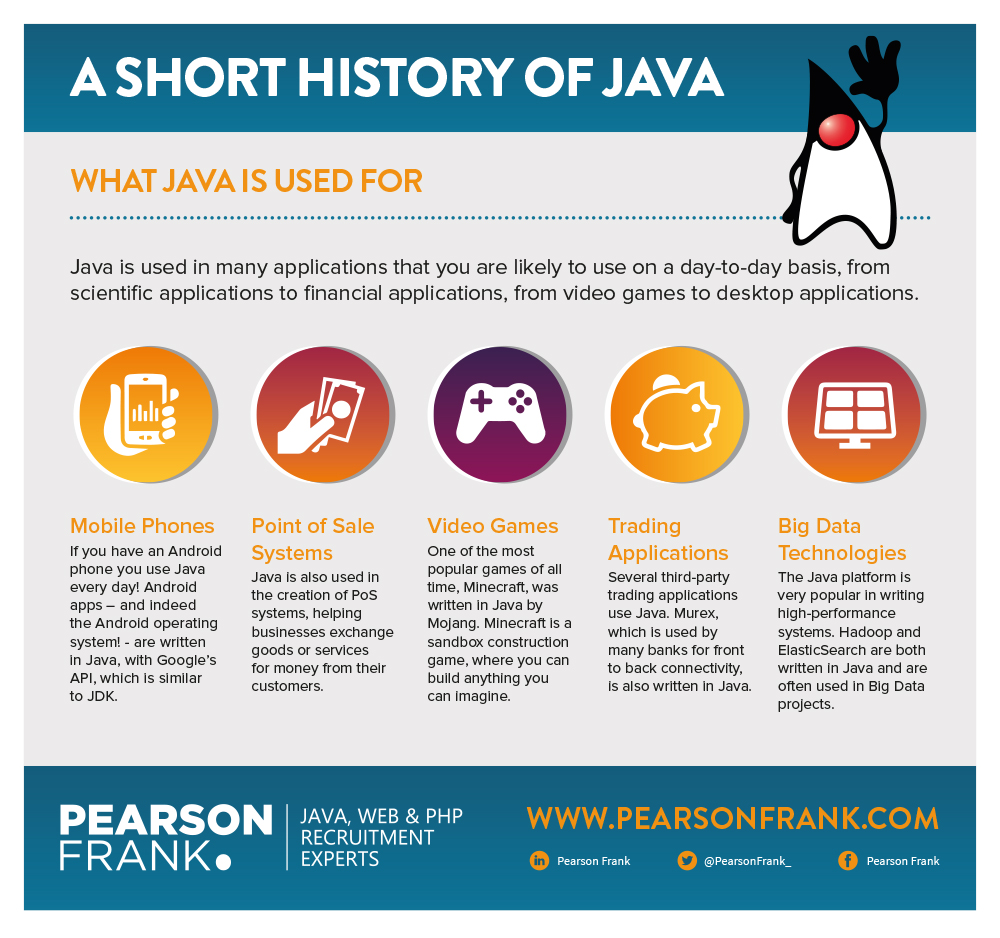 A SHORT HISTORY OF JAVA
WHAT JAVA IS USED FOR
Java is used in many applications that you are likely to use on a day-to-day basis, from
scientific applications to financial applications, from video games to desktop applications.
Mobile Phones
If you have an Android
phone you use Java
every day! Android
apps – and indeed
the Android operating
system! - are written
in Java, with Google's
API, which is similar
to JDK.
Point of Sale
Systems
Java is also used in
the creation of PoS
systems, helping
businesses exchange
goods or services
for money from their
customers.
Video Games
One of the most
popular games of all
time, Minecraft, was
written in Java by
Mojang. Minecraft is a
sandbox construction
game, where you can
build anything you
can imagine.
Trading
Applications
Several third-party
trading applications
use Java. Murex,
which is used by
many banks for front
to back connectivity,
is also written in Java.
Big Data
Technologies
The Java platform is
very popular in writing
high-performance
systems. Hadoop and
ElasticSearch are both
written in Java and are
often used in Big Data
projects.
PEARSON
FRANK.
JAVA, WEB & PHP
RECRUITMENT
EXPERTS
WWW.PEARSONFRANK.COM
in Pearson Frank
@PearsonFrank_
f Pearson Frank